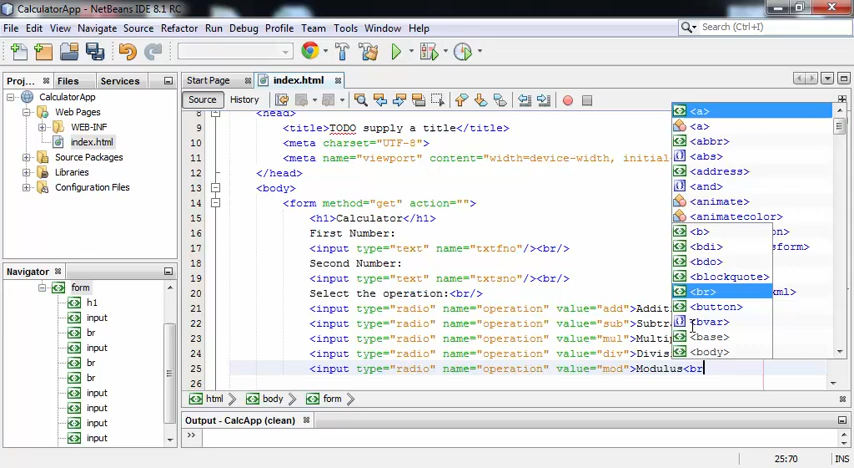 CalculatorApp - NetBeans IDE 8.1 RC
File Edit View Navigate Source Refactor Run Debug Profile Team Tools Window Help
Search (Ctrl+I)
Proj... Files Services
Start Page index.html
Source History
CalculatorApp
Web Pages
WEB-INF
index.html
Source Packages
Libraries
Configuration Files
8 <head>
9 <title>TODO supply a title</title>
10 <meta charset="UTF-8">
11 <meta name="viewport" content="width=device-width, initial
12 </head>
13 <body>
14 <form method="get" action="">
15 <h1>Calculator</h1>
16 First Number:
17 <input type="text" name="txtfno"/><br/>
18 Second Number:
19 <input type="text" name="txtsno"/><br/>
20 Select the operation:<br/>
21 <input type="radio" name="operation" value="add">Addit
22 <input type="radio" name="operation" value="sub">Subtr
23 <input type="radio" name="operation" value="mul">Multip
24 <input type="radio" name="operation" value="div">Divis
25 <input type="radio" name="operation" value="mod">Modulus<br
26
<a>
<a>
<abbr>
<abs>
<address>
<and>
<animate>
<animatecolor>
<b>
<bdi>
<bdo>
<blockquote>
<br>
<button>
<bvar>
<base>
<body>
Navigator
form
h1
input
br
input
br
br
input
input
input
input
html body form
Output - CalcApp (clean)
>>
25:70 INS